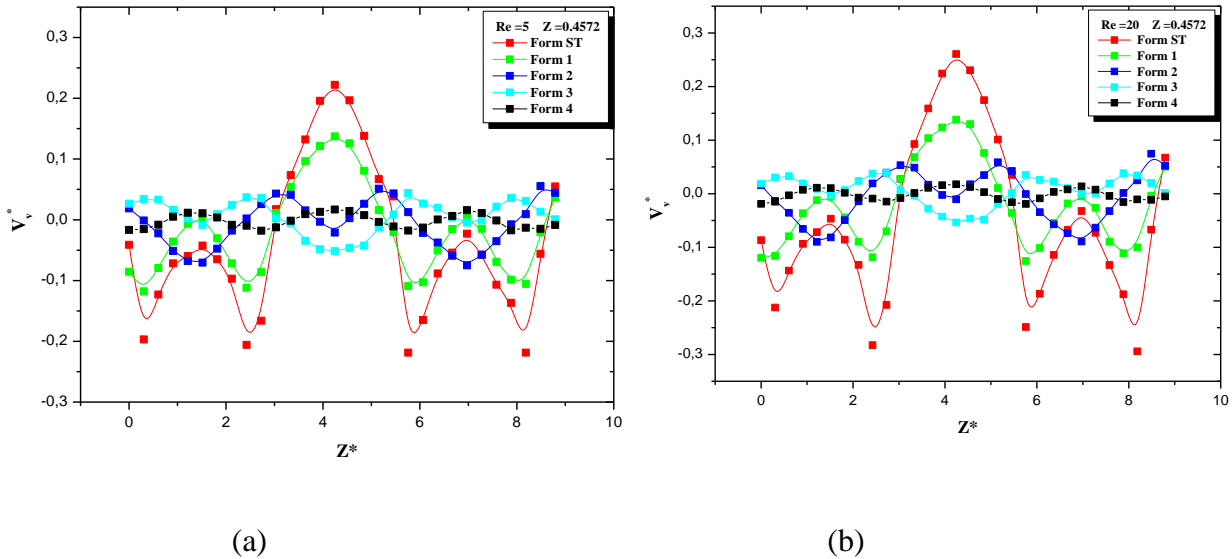 Re =5 Z =0.4572
Form ST
Form 1
Form 2
Form 3
Form 4
0,3
0,2
0,1
0,0
-0,1
-0,2
-0,3
V_v^*
0 2 4 6 8 10
Z*
(a)
Re =20 Z =0.4572
Form ST
Form 1
Form 2
Form 3
Form 4
0,3
0,2
0,1
0,0
-0,1
-0,2
-0,3
V_v^*
0 2 4 6 8 10
Z*
(b)